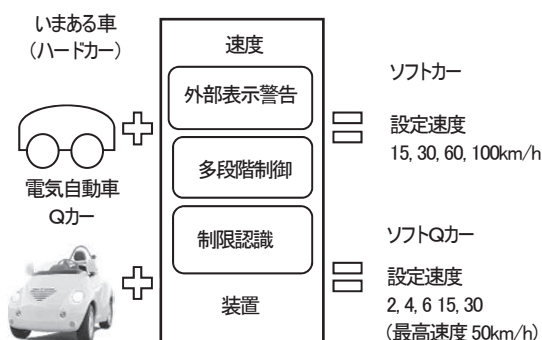 いまある車
（ハードカー）
電気自動車
Qカー
速度
外部表示警告
多段階制御
制限認識
装置
ソフトカー
設定速度
15, 30, 60, 100km/h
ソフトQカー
設定速度
2, 4, 6 15, 30
（最高速度 50km/h）